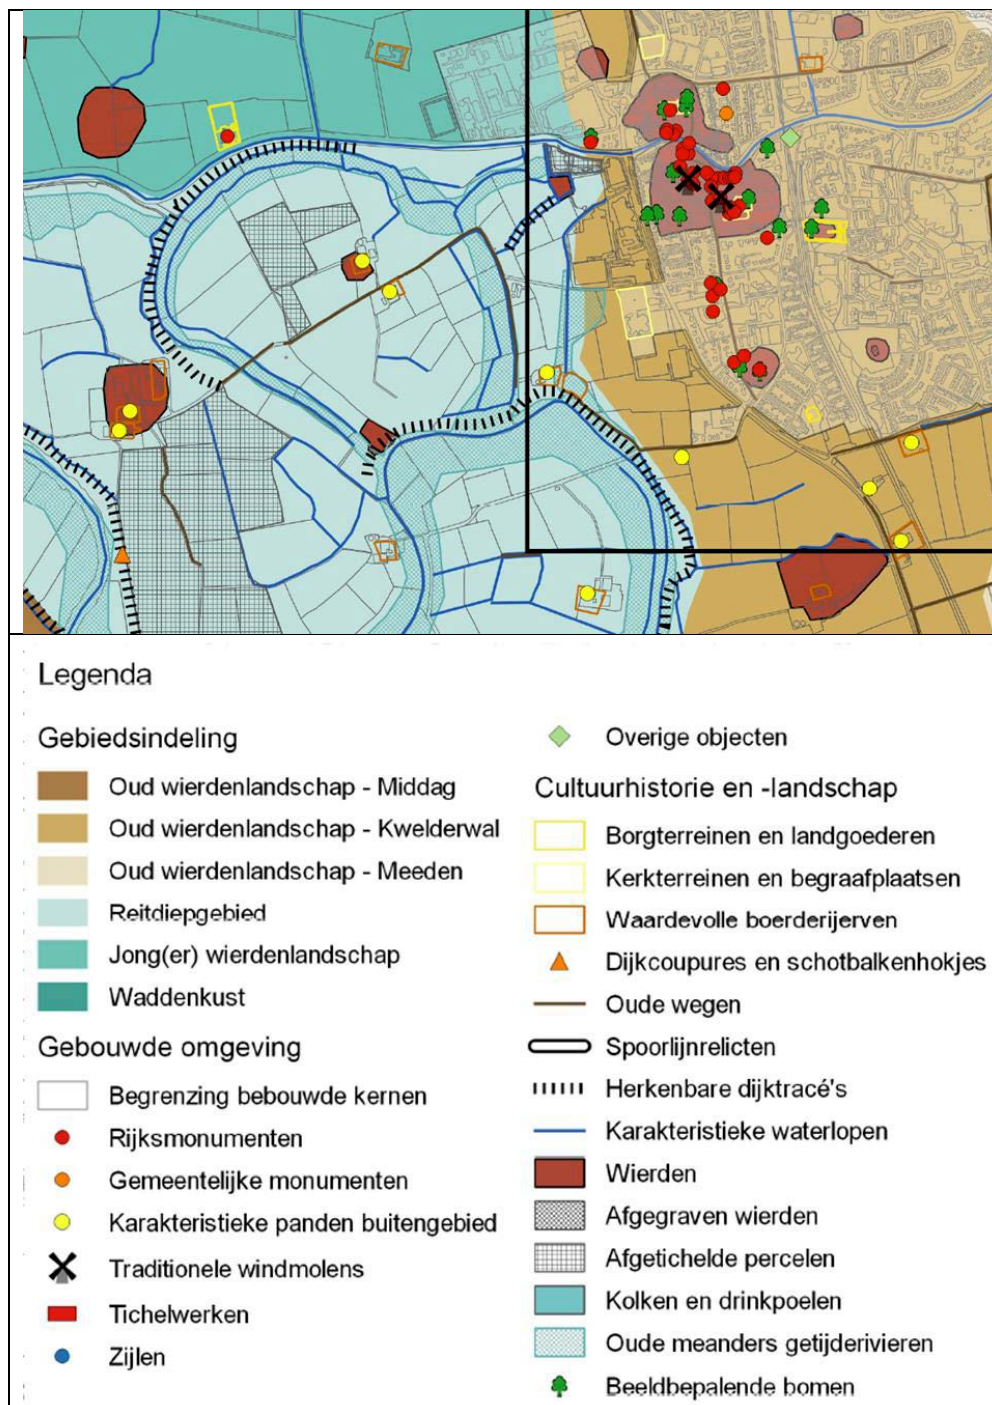 Legenda
Gebiedsindeling
Oud wierdenlandschap - Middag
Oud wierdenlandschap - Kwelderwal
Oud wierdenlandschap - Meeden
Reitdiepgebied
Jong(er) wierdenlandschap
Waddenkust
Gebouwde omgeving
Begrenzing bebouwde kernen
Rijksmonumenten
Gemeentelijke monumenten
Karakteristieke panden buitengebied
Traditionele windmolens
Tichelwerken
Zijlen
Overige objecten
Cultuurhistorie en -landschap
Borgterreinen en landgoederen
Kerkterreinen en begraafplaatsen
Waardevolle boerderijerven
Dijkcoupures en schotbalkenhokjes
Oude wegen
Spoorlijnrelicten
Herkenbare dijktracé's
Karakteristieke waterlopen
Wierden
Afgegraven wierden
Afgetichelde percelen
Kolken en drinkpoelen
Oude meanders getijderivieren
Beeldbepalende bomen